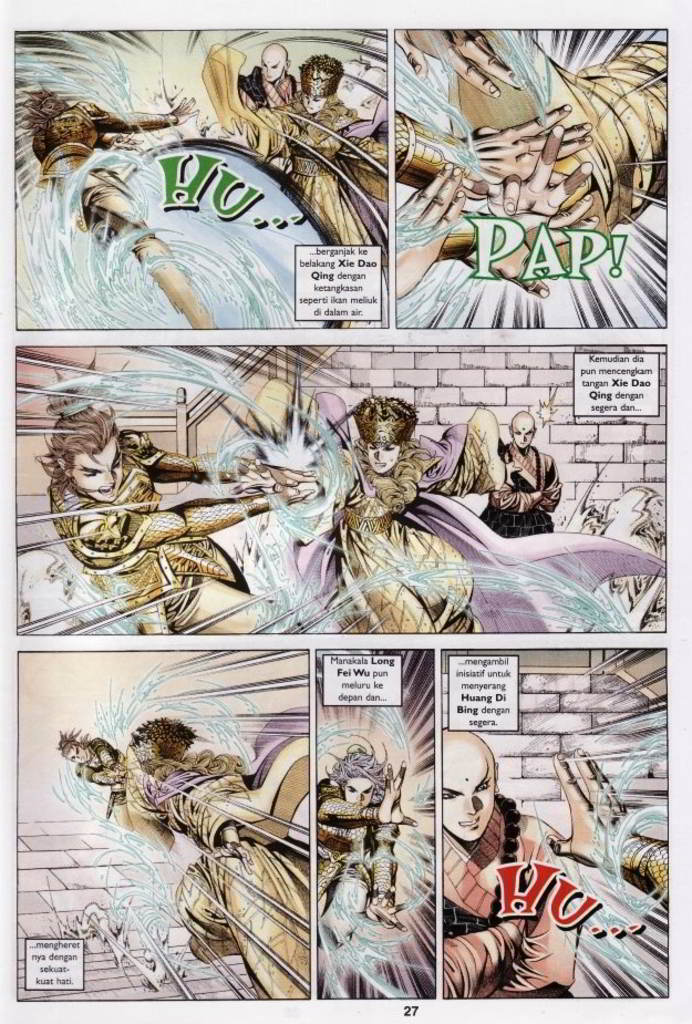 HU...
...berganjak ke
belakang Xie Dao
Qing dengan
ketangkasan
seperti ikan meliuk
di dalam air.
PAP!
Kemudian dia
pun mencengkam
tangan Xie Dao
Qing dengan
segera dan...
...mengheret
nya dengan
sekuat-
kuat hati.
Manakala Long
Fei Wu pun
meluru ke
depan dan...
...mengambil
inisiatif untuk
menyerang
Huang Di
Bing dengan
segera.
HU...
27